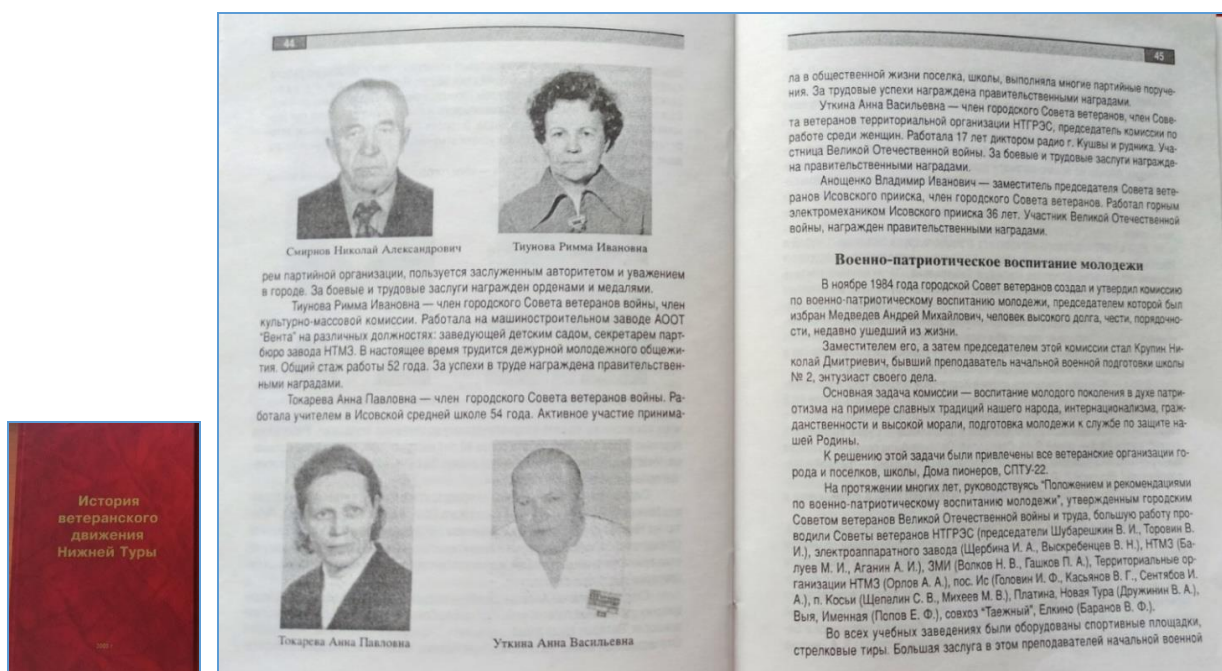 История
ветеранского
движения
Нижней Туры
44
Смирнов Николай Александрович
Тиунова Римма Ивановна
рем партийной организации, пользуется заслуженным авторитетом и уважением
в городе. За боевые и трудовые заслуги награжден орденами и медалями.
Тиунова Римма Ивановна — член городского Совета ветеранов войны, член
культурно-массовой комиссии. Работала на машиностроительном заводе АООТ
"Вента" на различных должностях: заведующей детским садом, секретарем парт-
бюро завода НТМЗ. В настоящее время трудится дежурной молодежного общежи-
тия. Общий стаж работы 52 года. За успехи в труде награждена правительствен-
ными наградами.
Токарева Анна Павловна — член городского Совета ветеранов войны. Ра-
ботала учителем в Исовской средней школе 54 года. Активное участие принима-
Токарева Анна Павловна
Уткина Анна Васильевна
45
ла в общественной жизни поселка, школы, выполняла многие партийные поруче-
ния. За трудовые успехи награждена правительственными наградами.
Уткина Анна Васильевна — член городского Совета ветеранов, член Сове-
та ветеранов территориальной организации НТГРЭС, председатель комиссии по
работе среди женщин. Работала 17 лет диктором радио г. Кушвы и рудника. Уча-
стница Великой Отечественной войны. За боевые и трудовые заслуги награжде-
на правительственными наградами.
Анощенко Владимир Иванович — заместитель председателя Совета вете-
ранов Исовского прииска, член городского Совета ветеранов. Работал горным
электромехаником Исовского прииска 36 лет. Участник Великой Отечественной
войны, награжден правительственными наградами.
Военно-патриотическое воспитание молодежи
В ноябре 1984 года городской Совет ветеранов создал и утвердил комиссию
по военно-патриотическому воспитанию молодежи, председателем которой был
избран Медведев Андрей Михайлович, человек высокого долга, чести, порядочно-
сти, недавно ушедший из жизни.
Заместителем его, а затем председателем этой комиссии стал Крупин Ни-
колай Дмитриевич, бывший преподаватель начальной военной подготовки школы
№ 2, энтузиаст своего дела.
Основная задача комиссии — воспитание молодого поколения в духе патри-
отизма на примере славных традиций нашего народа, интернационализма, граж-
данственности и высокой морали, подготовка молодежи к службе по защите на-
шей Родины.
К решению этой задачи были привлечены все ветеранские организации го-
рода и поселков, школы, Дома пионеров, СПТУ-22.
На протяжении многих лет, руководствуясь "Положением и рекомендациями
по военно-патриотическому воспитанию молодежи", утвержденным городским
Советом ветеранов Великой Отечественной войны и труда, большую работу про-
водили Советы ветеранов НТГРЭС (председатели Шубарешкин В. И., Торовин В.
И.), электроаппаратного завода (Щербина И. А., Выскребенцев В. Н.), НТМЗ (Ба-
луев М. И., Аганин А. И.), ЗМИ (Волков Н. В., Гашков П. А.), Территориальные ор-
ганизации НТМЗ (Орлов А. А.), пос. Ис (Головин И. Ф., Касьянов В. Г., Сентябов И.
А.), п. Косьи (Щепелин С. В., Михеев М. В.), Платина, Новая Тура (Дружинин В. А.),
Выя, Именная (Попов Е. Ф.), совхоз "Таежный", Елкино (Баранов В. Ф.).
Во всех учебных заведениях были оборудованы спортивные площадки,
стрелковые тиры. Большая заслуга в этом преподавателей начальной военной